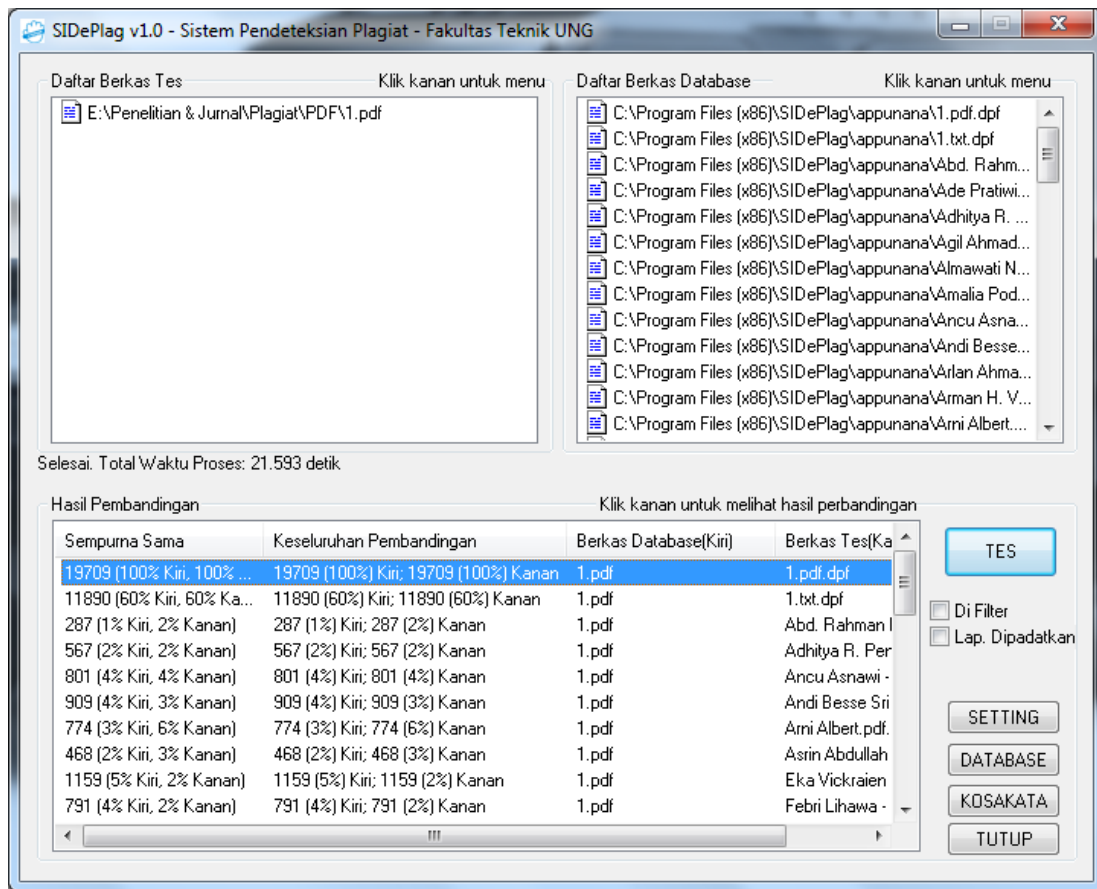 SIDePlag v1.0 - Sistem Pendeteksian Plagiat - Fakultas Teknik UNG
Daftar Berkas Tes Klik kanan untuk menu
E:\Penelitian & Jurnal\Plagiat\PDF\1.pdf
Daftar Berkas Database Klik kanan untuk menu
C:\Program Files (x86)\SIDePlag\appunana\1.pdf.dpf
C:\Program Files (x86)\SIDePlag\appunana\1.txt.dpf
C:\Program Files (x86)\SIDePlag\appunana\Abd. Rahm...
C:\Program Files (x86)\SIDePlag\appunana\Ade Pratiwi...
C:\Program Files (x86)\SIDePlag\appunana\Adhitya R. ...
C:\Program Files (x86)\SIDePlag\appunana\Agil Ahmad...
C:\Program Files (x86)\SIDePlag\appunana\Almawati N...
C:\Program Files (x86)\SIDePlag\appunana\Amalia Pod...
C:\Program Files (x86)\SIDePlag\appunana\Ancu Asna...
C:\Program Files (x86)\SIDePlag\appunana\Andi Besse...
C:\Program Files (x86)\SIDePlag\appunana\Arlan Ahma...
C:\Program Files (x86)\SIDePlag\appunana\Arman H. V...
C:\Program Files (x86)\SIDePlag\appunana\Arni Albert....
Selesai. Total Waktu Proses: 21.593 detik
Hasil Pembandingan Klik kanan untuk melihat hasil perbandingan
Sempurna Sama Keseluruhan Pembandingan Berkas Database(Kiri) Berkas Tes(Ka
19709 (100% Kiri, 100% ... 19709 (100%) Kiri; 19709 (100%) Kanan 1.pdf 1.pdf.dpf
11890 (60% Kiri, 60% Ka... 11890 (60%) Kiri; 11890 (60%) Kanan 1.pdf 1.txt.dpf
287 (1% Kiri, 2% Kanan) 287 (1%) Kiri; 287 (2%) Kanan 1.pdf Abd. Rahman
567 (2% Kiri, 2% Kanan) 567 (2%) Kiri; 567 (2%) Kanan 1.pdf Adhitya R. Per
801 (4% Kiri, 4% Kanan) 801 (4%) Kiri; 801 (4%) Kanan 1.pdf Ancu Asnawi -
909 (4% Kiri, 3% Kanan) 909 (4%) Kiri; 909 (3%) Kanan 1.pdf Andi Besse Sri
774 (3% Kiri, 6% Kanan) 774 (3%) Kiri; 774 (6%) Kanan 1.pdf Arni Albert.pdf.
468 (2% Kiri, 3% Kanan) 468 (2%) Kiri; 468 (3%) Kanan 1.pdf Asrin Abdullah
1159 (5% Kiri, 2% Kanan) 1159 (5%) Kiri; 1159 (2%) Kanan 1.pdf Eka Vickraien
791 (4% Kiri, 2% Kanan) 791 (4%) Kiri; 791 (2%) Kanan 1.pdf Febri Lihawa -
TES
Di Filter
Lap. Dipadatkan
SETTING
DATABASE
KOSAKATA
TUTUP